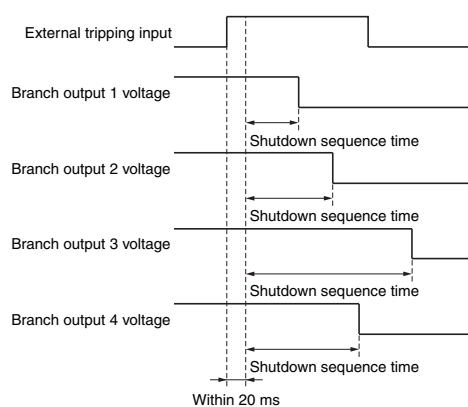 External tripping input
Branch output 1 voltage
Shutdown sequence time
Branch output 2 voltage
Shutdown sequence time
Branch output 3 voltage
Shutdown sequence time
Branch output 4 voltage
Shutdown sequence time
Within 20 ms